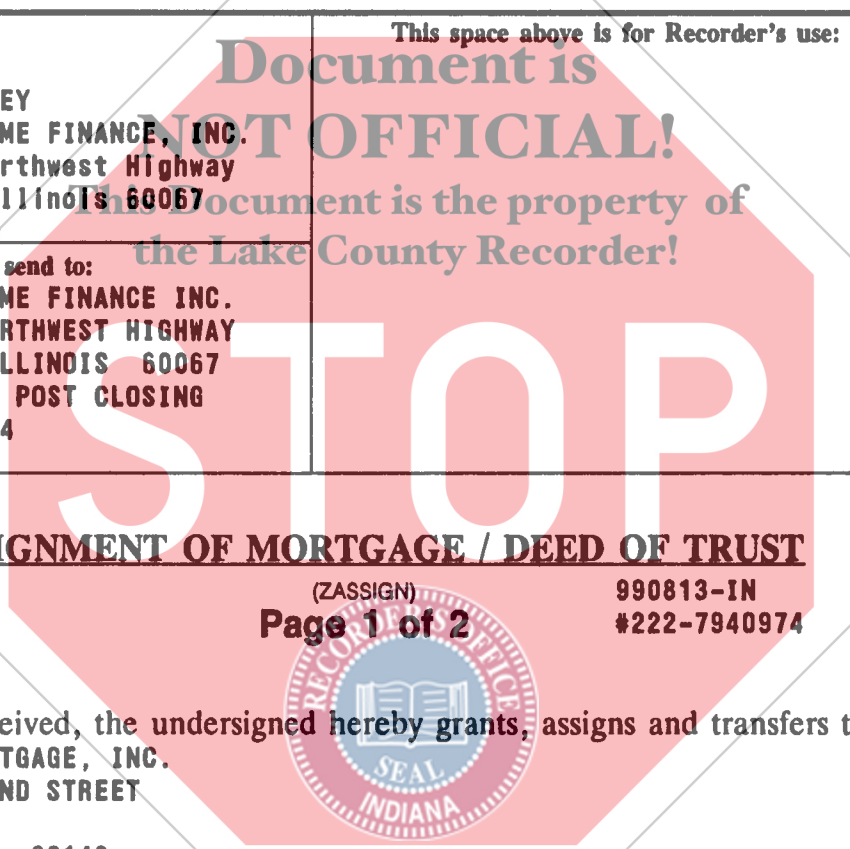 This space above is for Recorder's use:
Document is
NOT OFFICIAL!
This Document is the property of
the Lake County Recorder!
EY
ME FINANCE, INC.
rthwest Highway
llinois 60067
send to:
ME FINANCE INC.
RTHWEST HIGHWAY
LLINOIS 60067
POST CLOSING
4
STOP
IGNMENT OF MORTGAGE / DEED OF TRUST
(ZASSIGN)
990813-IN
Page 1 of 2
#222-7940974
RECORDER'S OFFICE
SEAL
INDIANA
eived, the undersigned hereby grants, assigns and transfers t
TGAGE, INC.
ND STREET